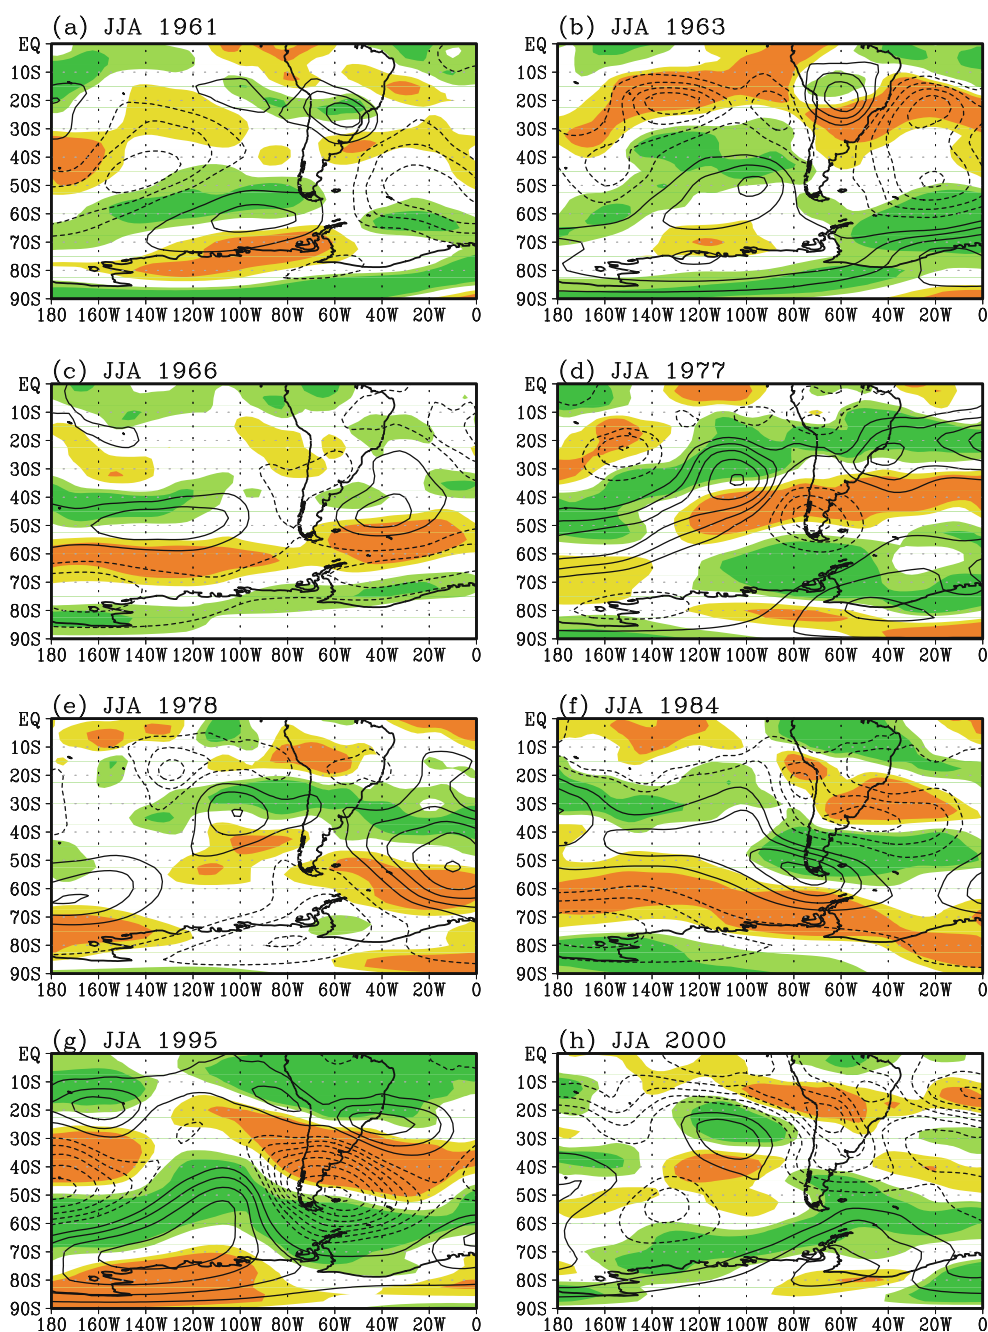 (a) JJA 1961
EQ
10S
20S
30S
40S
50S
60S
70S
80S
90S
180 160W 140W 120W 100W 80W 60W 40W 20W 0
(b) JJA 1963
EQ
10S
20S
30S
40S
50S
60S
70S
80S
90S
180 160W 140W 120W 100W 80W 60W 40W 20W 0
(c) JJA 1966
EQ
10S
20S
30S
40S
50S
60S
70S
80S
90S
180 160W 140W 120W 100W 80W 60W 40W 20W 0
(d) JJA 1977
EQ
10S
20S
30S
40S
50S
60S
70S
80S
90S
180 160W 140W 120W 100W 80W 60W 40W 20W 0
(e) JJA 1978
EQ
10S
20S
30S
40S
50S
60S
70S
80S
90S
180 160W 140W 120W 100W 80W 60W 40W 20W 0
(f) JJA 1984
EQ
10S
20S
30S
40S
50S
60S
70S
80S
90S
180 160W 140W 120W 100W 80W 60W 40W 20W 0
(g) JJA 1995
EQ
10S
20S
30S
40S
50S
60S
70S
80S
90S
180 160W 140W 120W 100W 80W 60W 40W 20W 0
(h) JJA 2000
EQ
10S
20S
30S
40S
50S
60S
70S
80S
90S
180 160W 140W 120W 100W 80W 60W 40W 20W 0